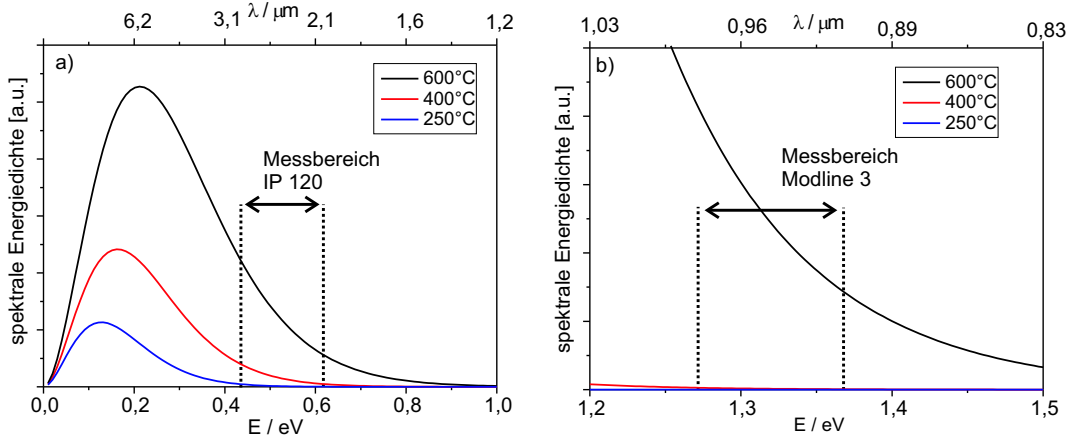 6,2 3,1 2,1 1,6 1,2
λ / μm
a)
600°C
400°C
250°C
Messbereich
IP 120
spektrale Energiedichte [a.u.]
0,0 0,2 0,4 0,6 0,8 1,0
E / eV
1,03 0,96 0,89 0,83
λ / μm
b)
600°C
400°C
250°C
Messbereich
Modline 3
spektrale Energiedichte [a.u.]
1,2 1,3 1,4 1,5
E / eV